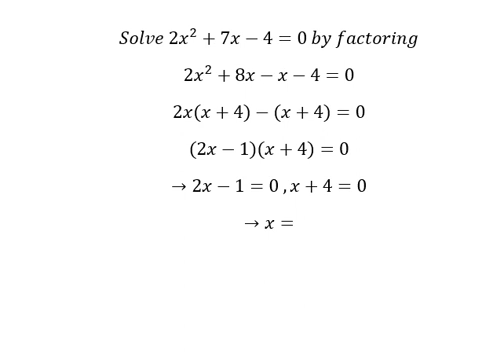 Solve 2x² + 7x − 4 = 0 by factoring
2x² + 8x − x − 4 = 0
2x(x + 4) − (x + 4) = 0
(2x − 1)(x + 4) = 0
→ 2x − 1 = 0 , x + 4 = 0
→ x =